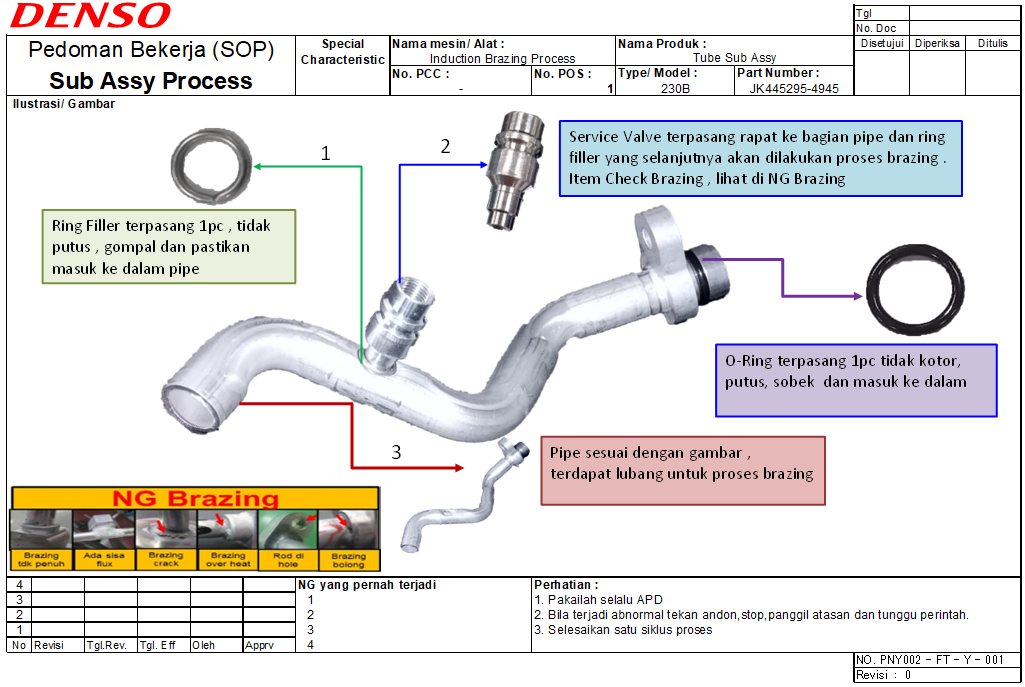 DENSO
Tgl
No. Doc
Pedoman Bekerja (SOP)
Sub Assy Process
Special
Characteristic
Nama mesin/ Alat :
Induction Brazing Process
No. PCC :
-
No. POS :
1
Nama Produk :
Tube Sub Assy
Type/ Model :
230B
Part Number :
JK445295-4945
Disetujui
Diperiksa
Ditulis
Ilustrasi/ Gambar
1
2
Service Valve terpasang rapat ke bagian pipe dan ring
filler yang selanjutnya akan dilakukan proses brazing .
Item Check Brazing , lihat di NG Brazing
Ring Filler terpasang 1pc , tidak
putus , gompal dan pastikan
masuk ke dalam pipe
O-Ring terpasang 1pc tidak kotor,
putus, sobek dan masuk ke dalam
3
Pipe sesuai dengan gambar ,
terdapat lubang untuk proses brazing
NG Brazing
Brazing
tdk penuh
Ada sisa
flux
Brazing
crack
Brazing
over heat
Rod di
hole
Brazing
bolong
4
3
2
1
No Revisi Tgl.Rev. Tgl. Eff Oleh Apprv
NG yang pernah terjadi
1
2
3
4
Perhatian :
1. Pakailah selalu APD
2. Bila terjadi abnormal tekan andon,stop,panggil atasan dan tunggu perintah.
3. Selesaikan satu siklus proses
NO. PNY002 - FT - Y - 001
Revisi : 0